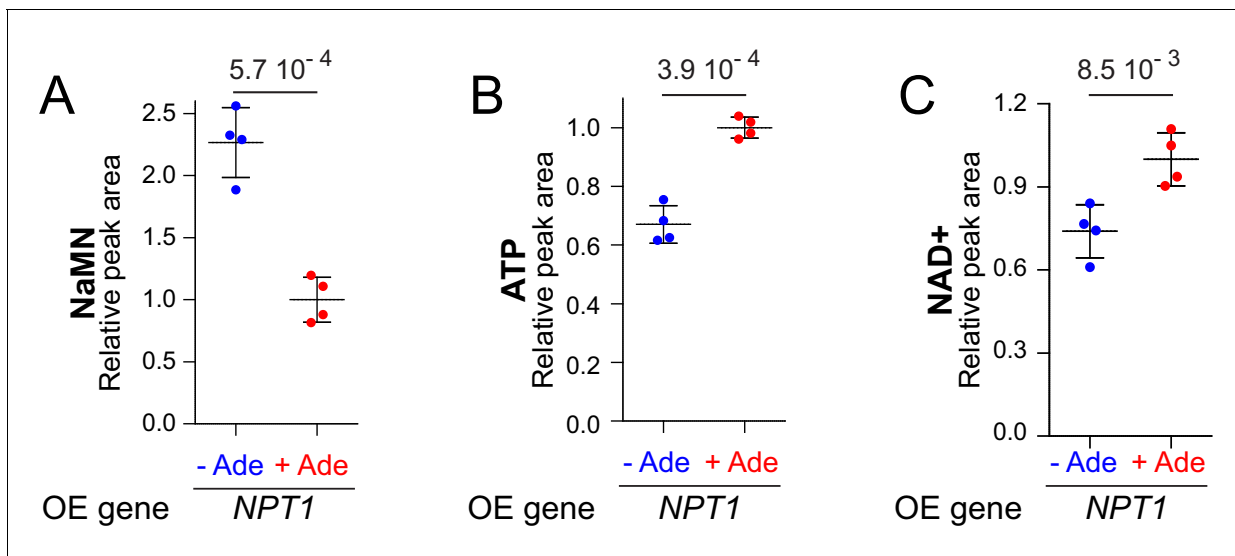 A
5.7 10⁻⁴
NaMN
Relative peak area
2.5
2.0
1.5
1.0
0.5
0.0
- Ade + Ade
OE gene NPT1
B
3.9 10⁻⁴
ATP
Relative peak area
1.0
0.8
0.6
0.4
0.2
0.0
- Ade + Ade
OE gene NPT1
C
8.5 10⁻³
NAD+
Relative peak area
1.2
0.9
0.6
0.3
0.0
- Ade + Ade
OE gene NPT1